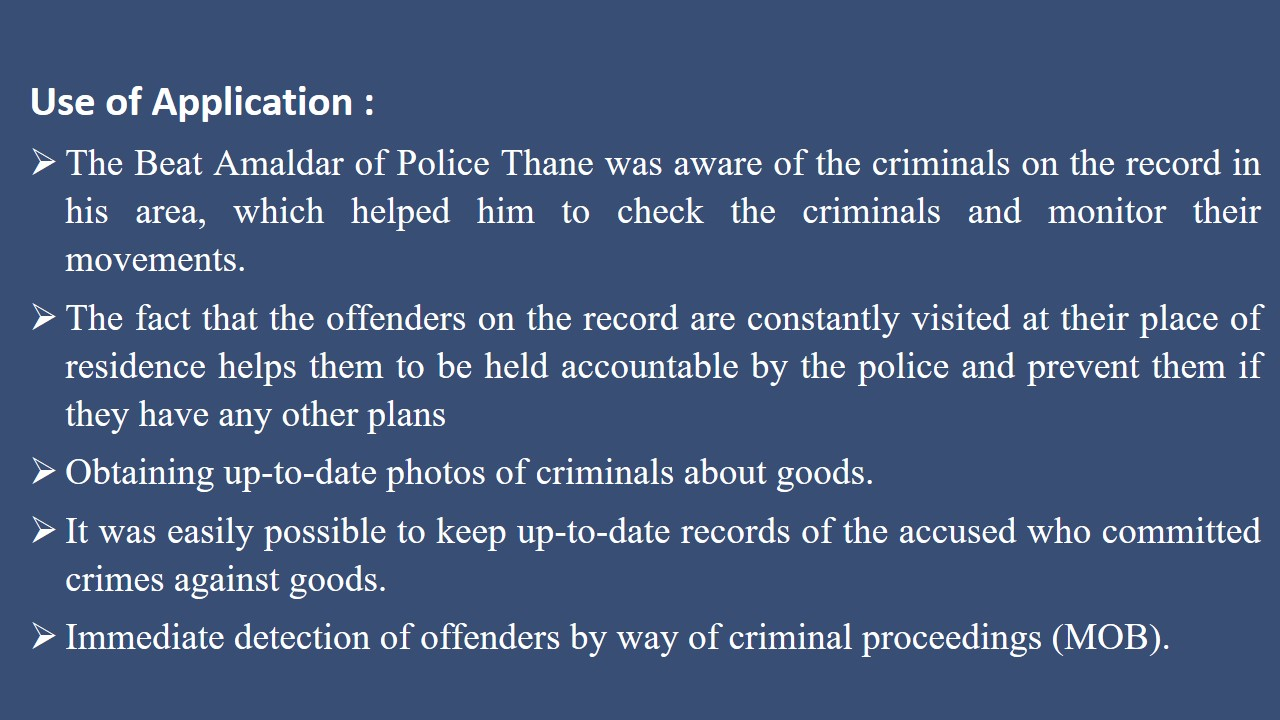 Use of Application :
➢ The Beat Amaldar of Police Thane was aware of the criminals on the record in
his area, which helped him to check the criminals and monitor their
movements.
➢ The fact that the offenders on the record are constantly visited at their place of
residence helps them to be held accountable by the police and prevent them if
they have any other plans
➢ Obtaining up-to-date photos of criminals about goods.
➢ It was easily possible to keep up-to-date records of the accused who committed
crimes against goods.
➢ Immediate detection of offenders by way of criminal proceedings (MOB).